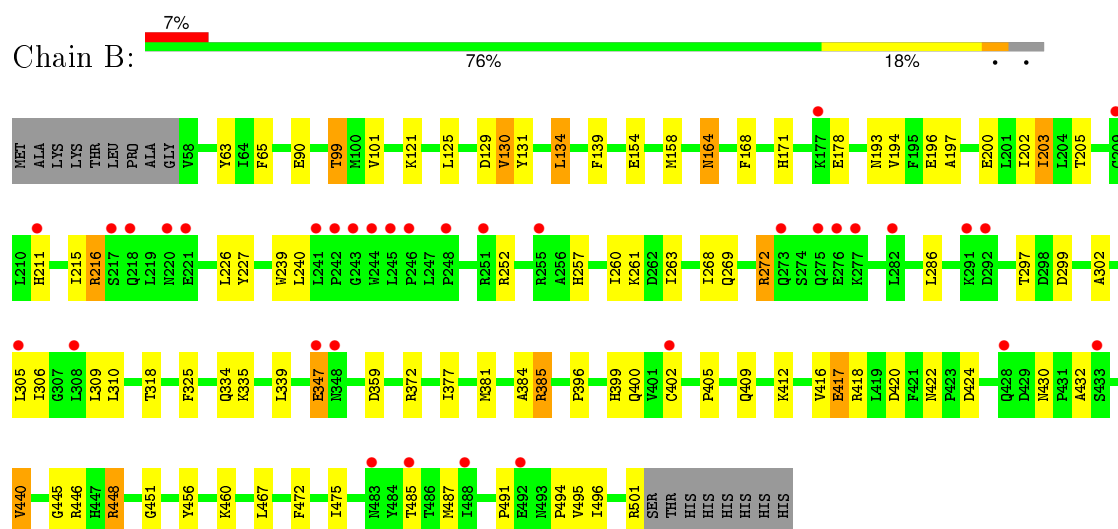 7%
Chain B:
76%
18%
MET ALA LYS LYS THR LEU PRO ALA GLY V58 Y63 I64 F65 E90 T99 M100 V101 K121 L125 D129 V130 Y131 L134 F139 E154 M158 N164 F168 H171 K177 E178 N193 V194 F195 E196 A197 E200 L201 I202 I203 L204 T205 G209
L210 H211 I215 R216 S217 Q218 L219 N220 E221 L226 Y227 W239 L240 L241 P242 G243 W244 L245 P246 L247 P248 R251 R252 R255 A256 H257 I260 K261 D262 I263 I268 Q269 R272 Q273 S274 Q275 E276 K277 L282 L286 K291 D292 T297 D298 D299 A302
L305 I306 G307 L308 L309 L310 T318 F325 Q334 K335 L339 E347 N348 D359 R372 I377 M381 A384 R385 P396 H399 Q400 V401 C402 P405 Q409 K412 V416 E417 R418 L419 D420 F421 N422 P423 D424 Q428 D429 N430 P431 A432 S433
V440 G445 R446 H447 R448 G451 Y456 K460 L467 F472 I475 N483 Y484 T485 T486 M487 I488 P491 E492 N493 P494 V495 I496 R501 SER THR HIS HIS HIS HIS HIS HIS